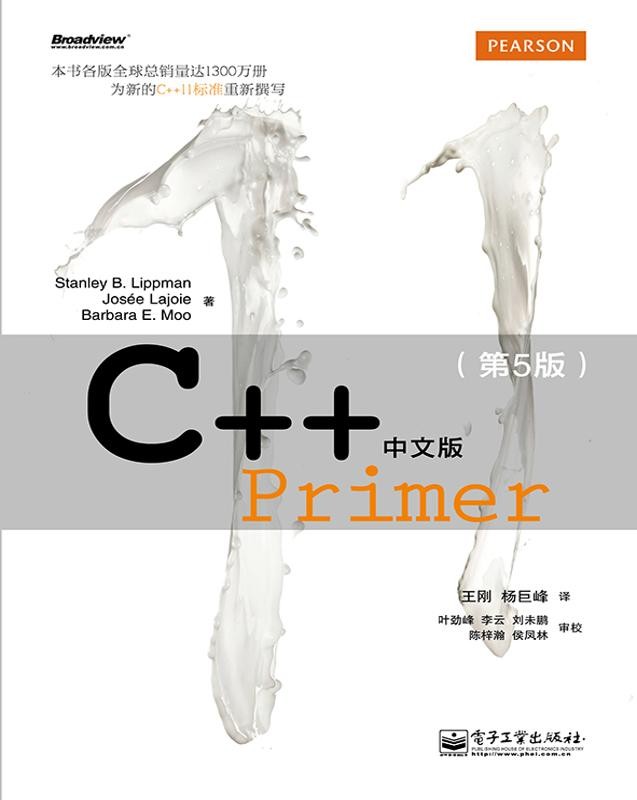 Broadview®
www.broadview.com.cn
PEARSON
本书各版全球总销量达1300万册
为新的C++11标准重新撰写
Stanley B. Lippman
Josée Lajoie 著
Barbara E. Moo
（第5版）
C++ 中文版
Primer
王刚 杨巨峰 译
叶劲峰 李云 刘未鹏
陈梓瀚 侯凤林 审校
電子工業出版社
PUBLISHING HOUSE OF ELECTRONICS INDUSTRY
http://www.phei.com.cn